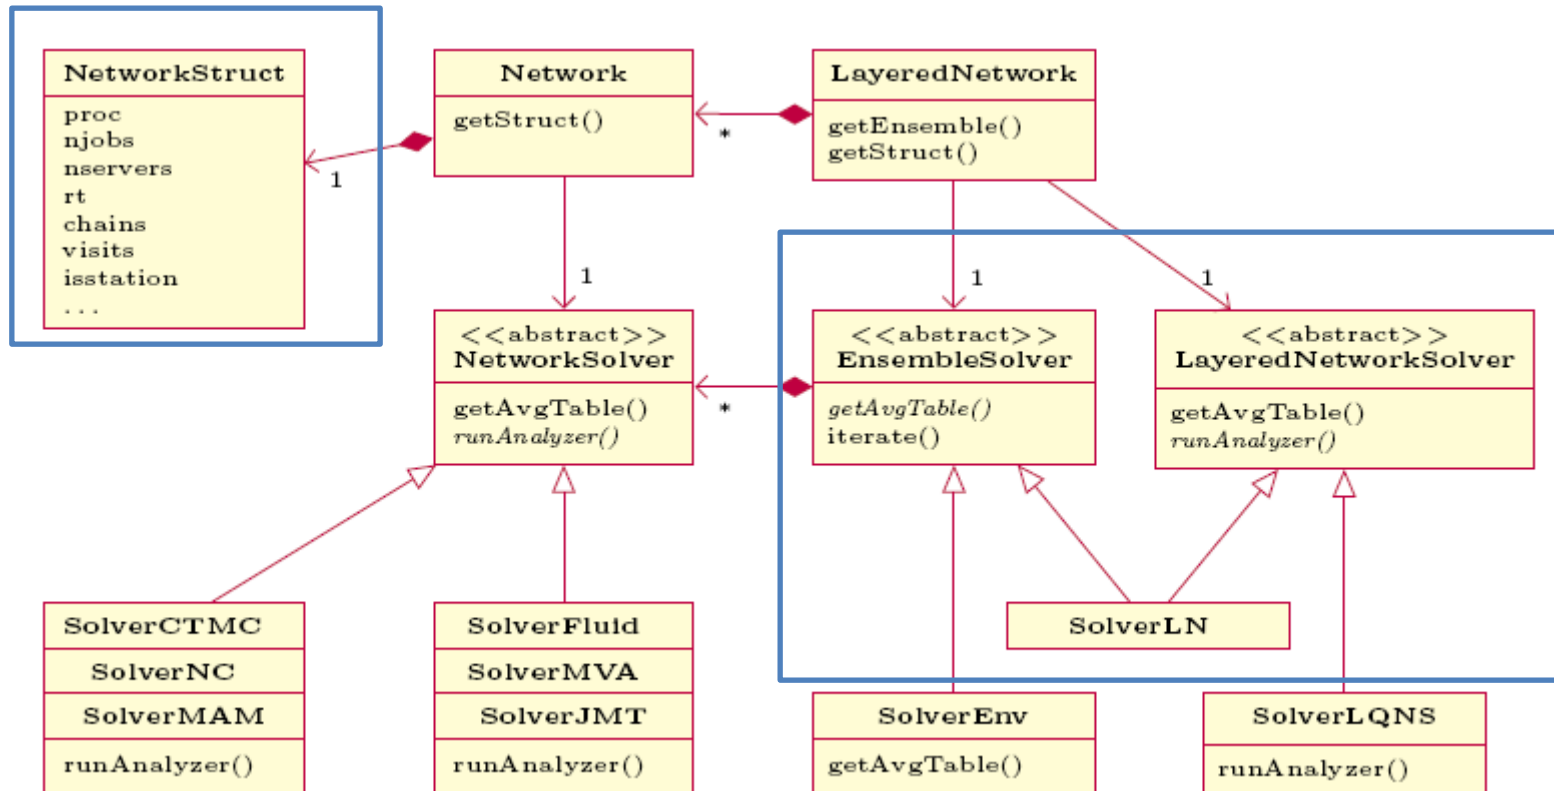 NetworkStruct
proc
njobs
nservers
rt
chains
visits
isstation
...
1
Network
getStruct()
*
LayeredNetwork
getEnsemble()
getStruct()
1
1
1
<<abstract>>
NetworkSolver
getAvgTable()
runAnalyzer()
*
<<abstract>>
EnsembleSolver
getAvgTable()
iterate()
<<abstract>>
LayeredNetworkSolver
getAvgTable()
runAnalyzer()
SolverCTMC
SolverNC
SolverMAM
runAnalyzer()
SolverFluid
SolverMVA
SolverJMT
runAnalyzer()
SolverLN
SolverEnv
getAvgTable()
SolverLQNS
runAnalyzer()